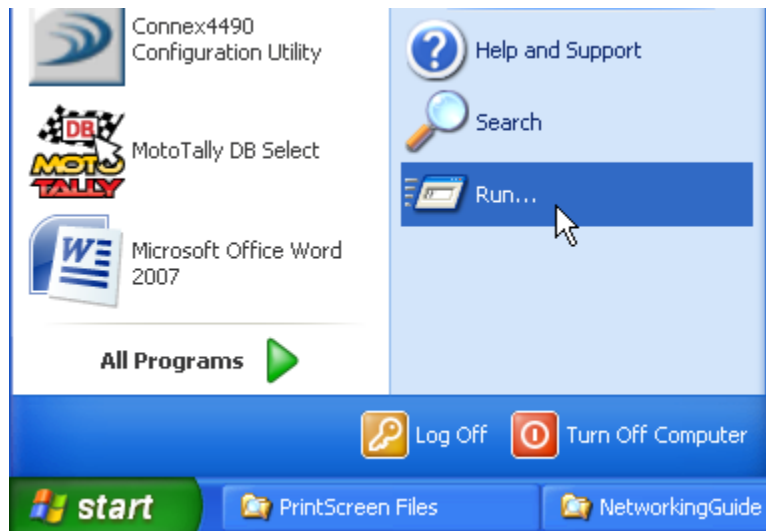 Connex4490
Configuration Utility
DB
MOTO
TALLY
MotoTally DB Select
W
Microsoft Office Word
2007
All Programs
Help and Support
Search
Run...
Log Off
Turn Off Computer
start
PrintScreen Files
NetworkingGuide